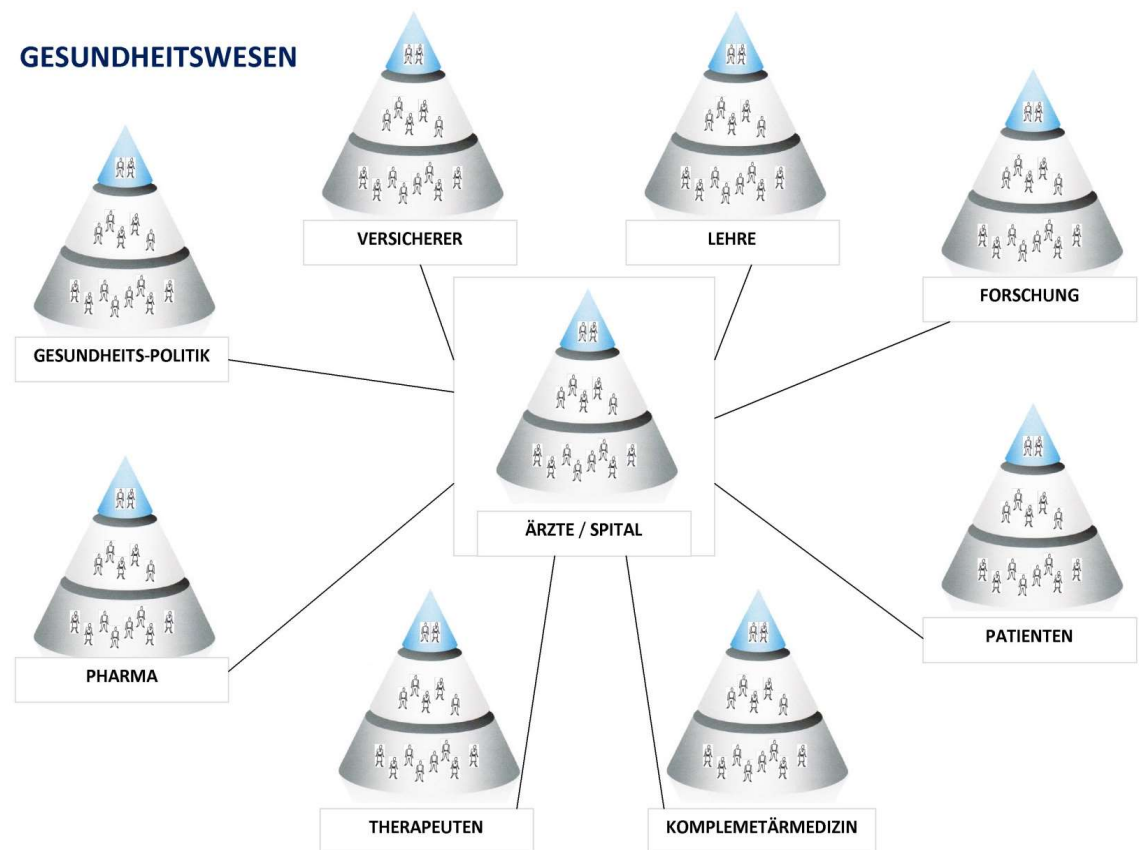 GESUNDHEITSWESEN
VERSICHERER
LEHRE
FORSCHUNG
GESUNDHEITS-POLITIK
ÄRZTE / SPITAL
PATIENTEN
PHARMA
THERAPEUTEN
KOMPLEMETÄRMEDIZIN